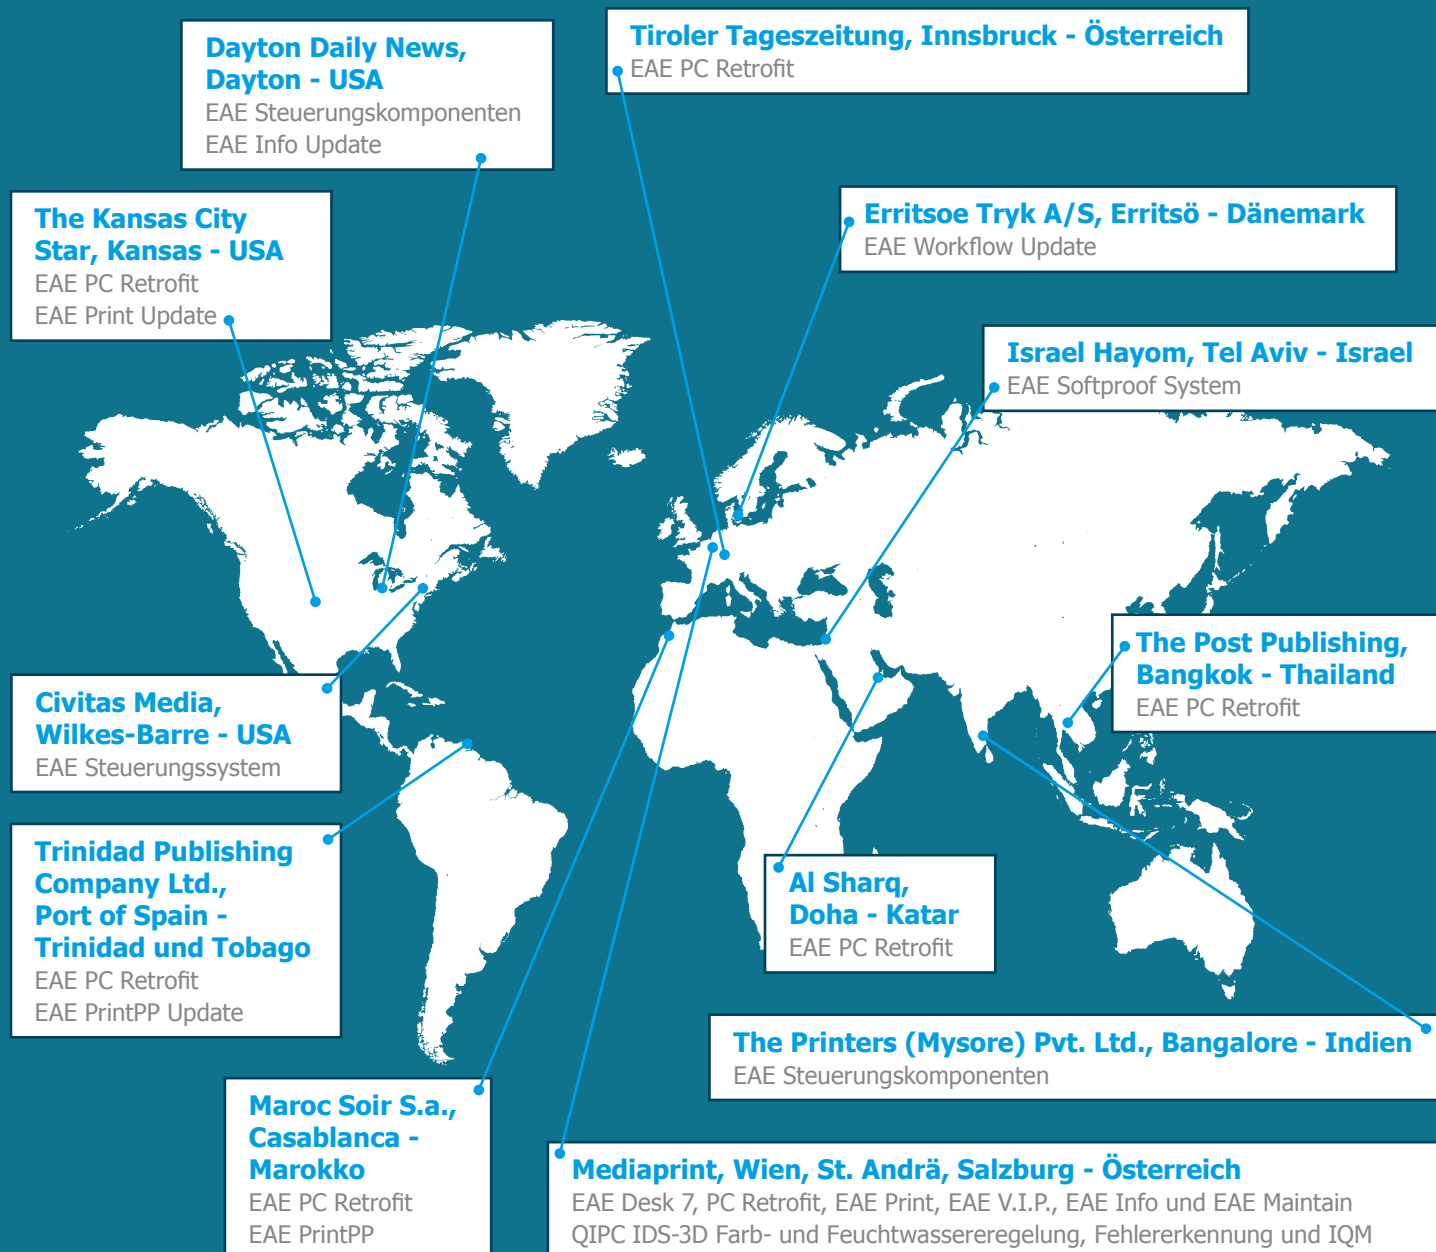 Dayton Daily News,
Dayton - USA
EAE Steuerungskomponenten
EAE Info Update
Tiroler Tageszeitung, Innsbruck - Österreich
EAE PC Retrofit
The Kansas City
Star, Kansas - USA
EAE PC Retrofit
EAE Print Update
Erritsoe Tryk A/S, Erritsö - Dänemark
EAE Workflow Update
Israel Hayom, Tel Aviv - Israel
EAE Softproof System
The Post Publishing,
Bangkok - Thailand
EAE PC Retrofit
Civitas Media,
Wilkes-Barre - USA
EAE Steuerungssystem
Trinidad Publishing
Company Ltd.,
Port of Spain -
Trinidad und Tobago
EAE PC Retrofit
EAE PrintPP Update
Al Sharq,
Doha - Katar
EAE PC Retrofit
The Printers (Mysore) Pvt. Ltd., Bangalore - Indien
EAE Steuerungskomponenten
Maroc Soir S.a.,
Casablanca -
Marokko
EAE PC Retrofit
EAE PrintPP
Mediaprint, Wien, St. Andrä, Salzburg - Österreich
EAE Desk 7, PC Retrofit, EAE Print, EAE V.I.P., EAE Info und EAE Maintain
QIPC IDS-3D Farb- und Feuchtwassereregelung, Fehlererkennung und IQM